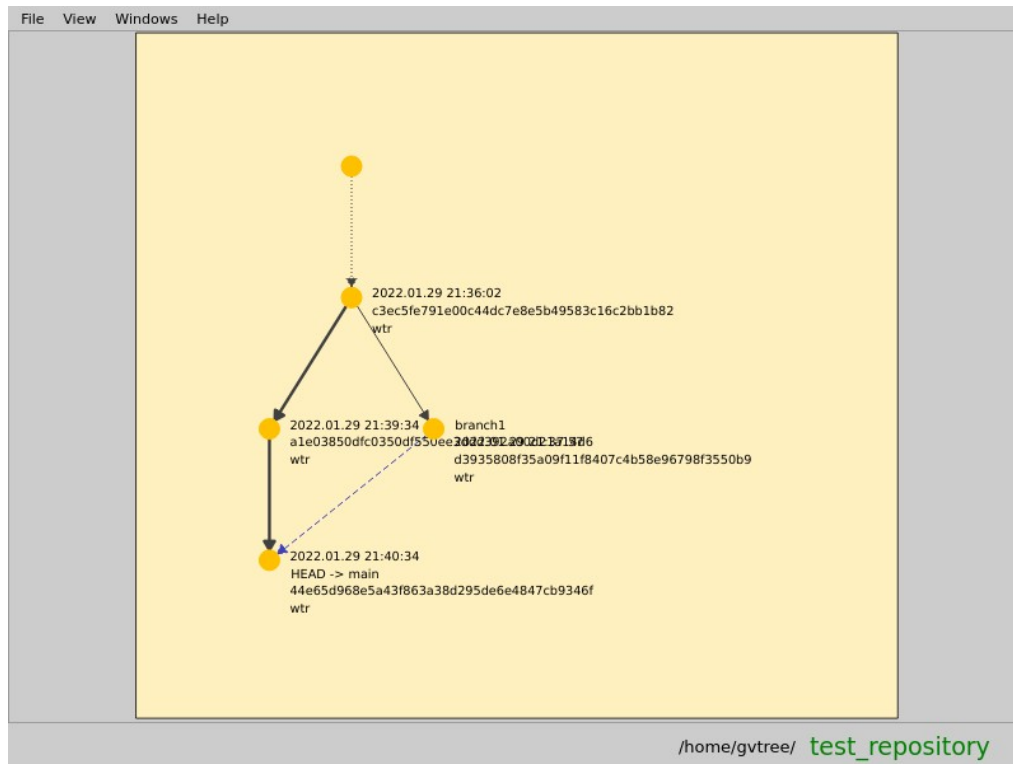 File View Windows Help
2022.01.29 21:36:02
c3ec5fe791e00c44dc7e8e5b49583c16c2bb1b82
wtr
2022.01.29 21:39:34
wtr
branch1
d3935808f35a09f11f8407c4b58e96798f3550b9
wtr
2022.01.29 21:40:34
HEAD -> main
44e65d968e5a43f863a38d295de6e4847cb9346f
wtr
/home/gvtree/ test_repository